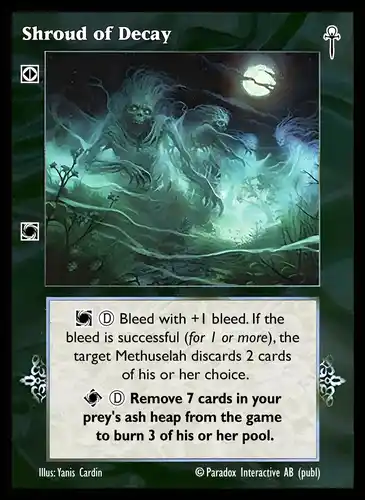 Shroud of Decay
Ⓓ Bleed with +1 bleed. If the
bleed is successful (for 1 or more), the
target Methuselah discards 2 cards
of his or her choice.
Ⓓ Remove 7 cards in your
prey's ash heap from the game
to burn 3 of his or her pool.
Illus: Yanis Cardin
© Paradox Interactive AB (publ)